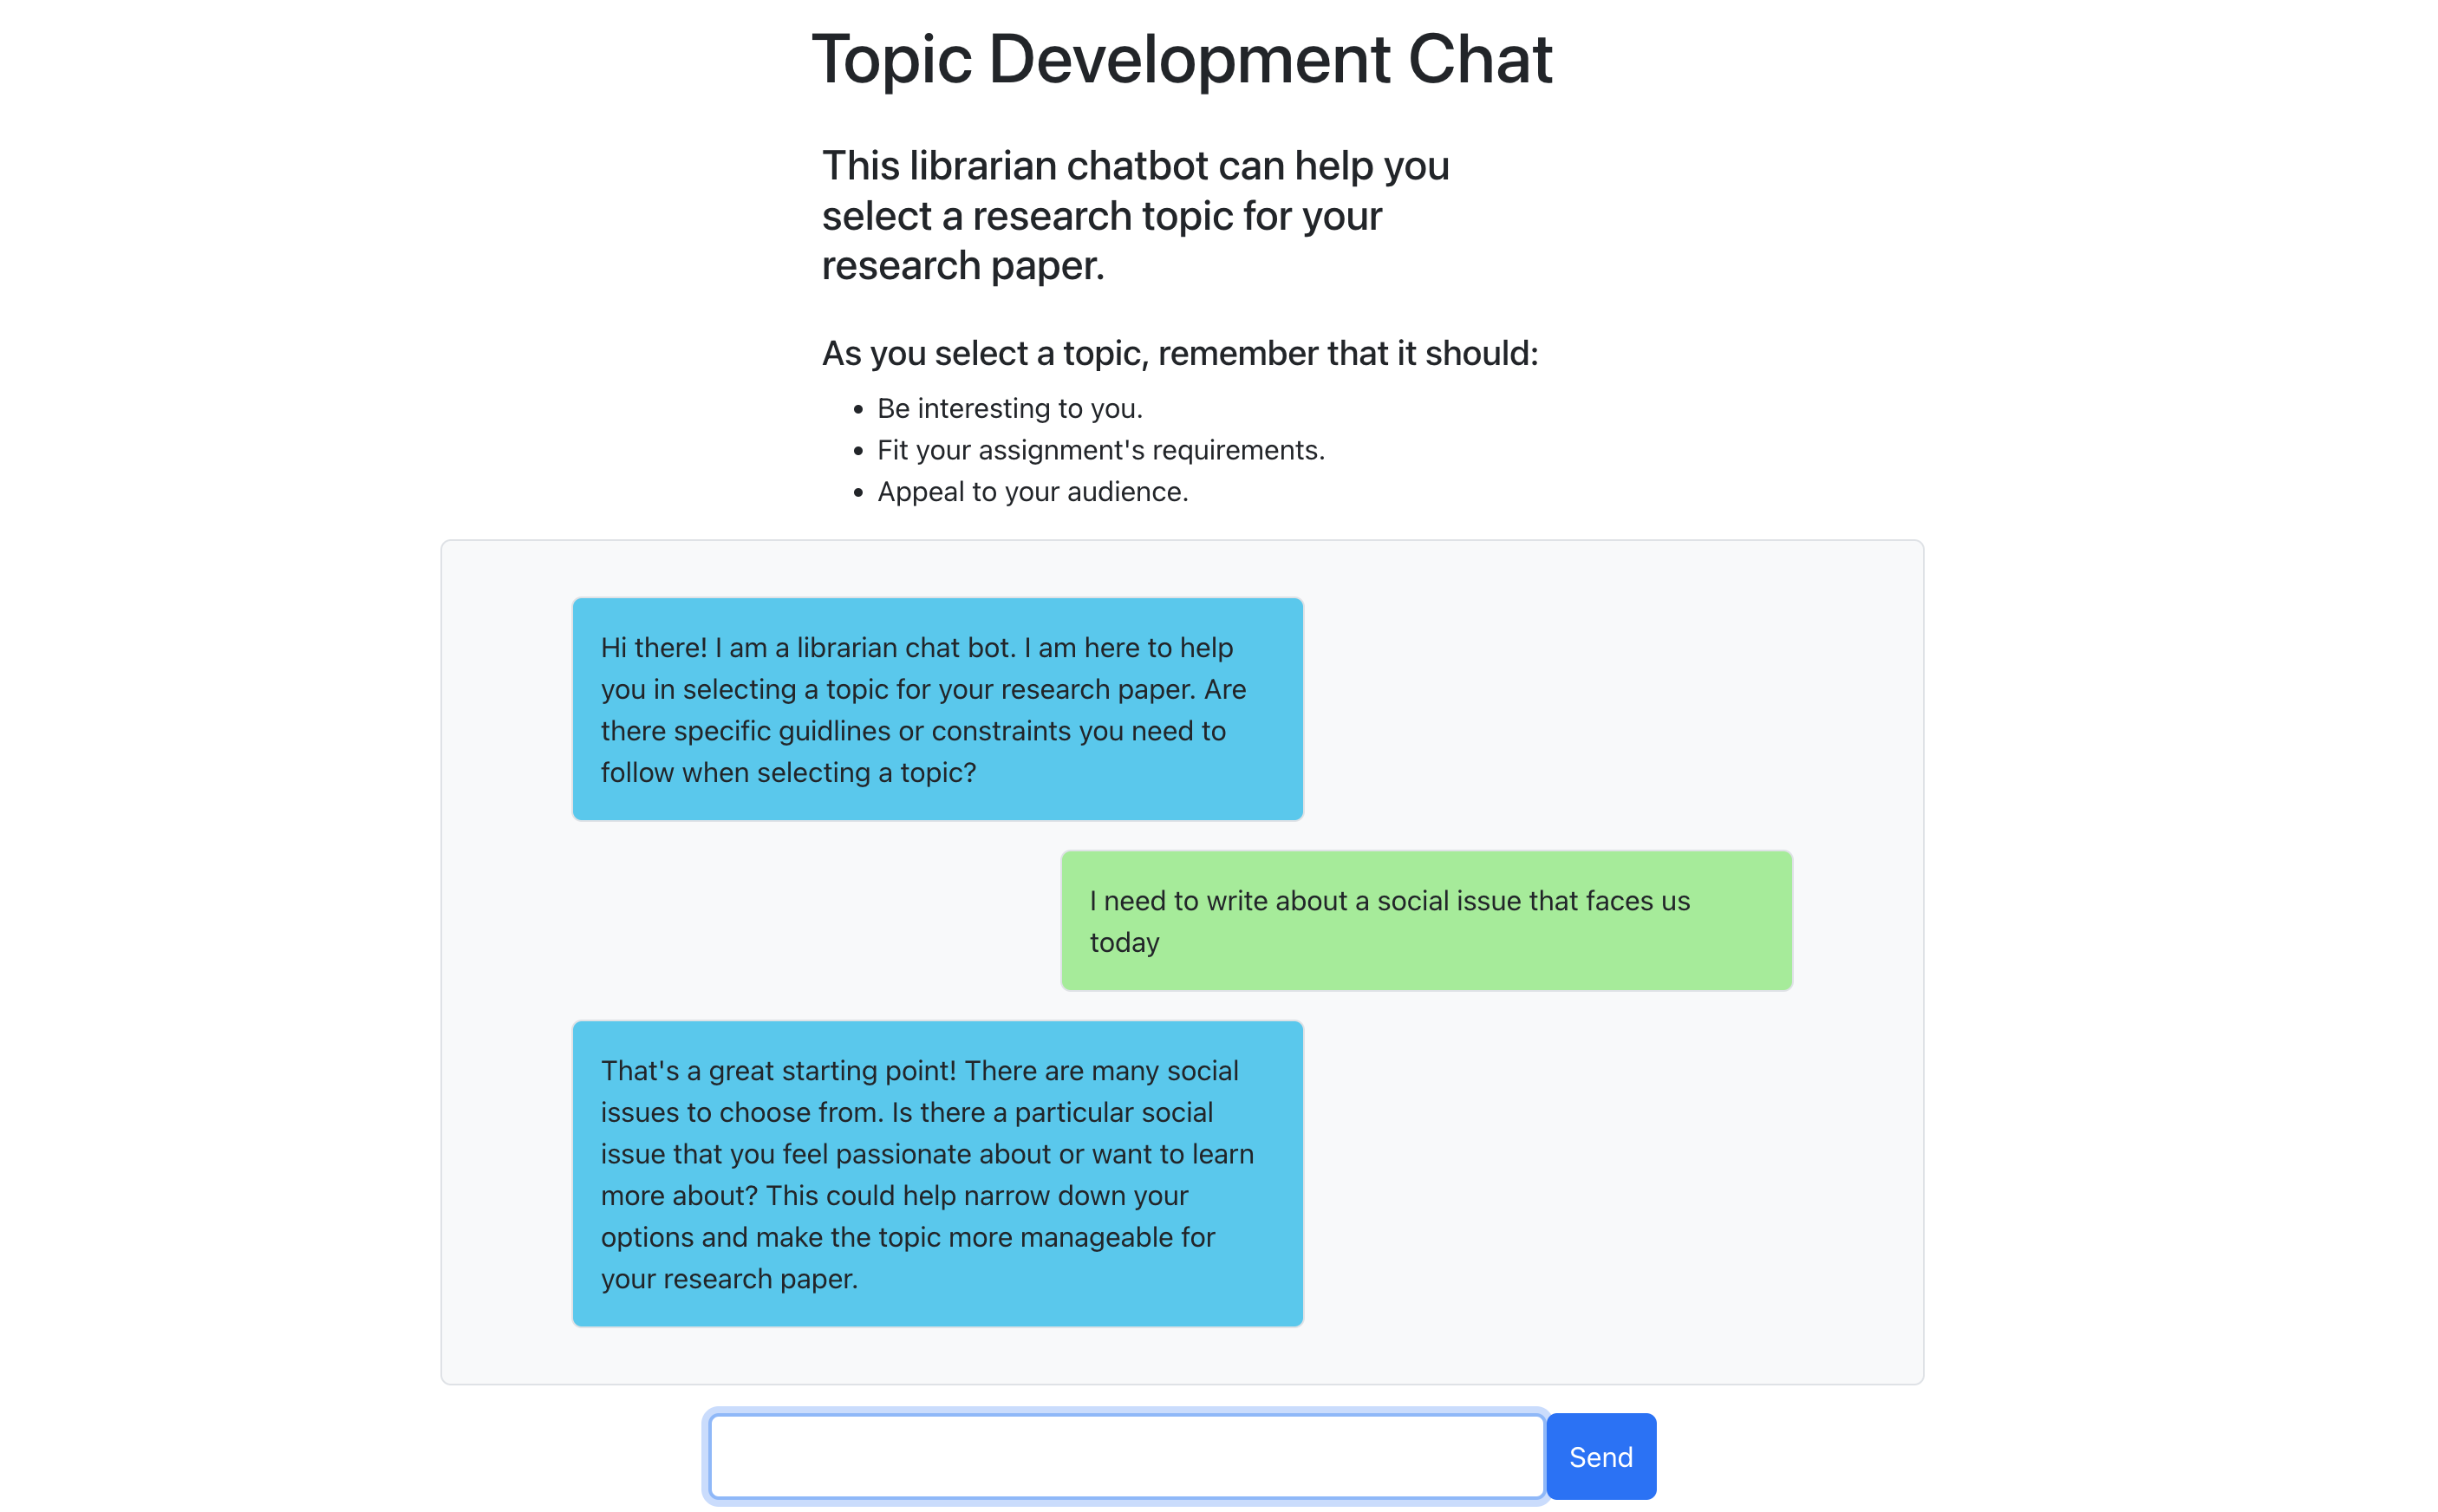 Topic Development Chat
This librarian chatbot can help you
select a research topic for your
research paper.
As you select a topic, remember that it should:
• Be interesting to you.
• Fit your assignment's requirements.
• Appeal to your audience.
Hi there! I am a librarian chat bot. I am here to help
you in selecting a topic for your research paper. Are
there specific guidlines or constraints you need to
follow when selecting a topic?
I need to write about a social issue that faces us
today
That's a great starting point! There are many social
issues to choose from. Is there a particular social
issue that you feel passionate about or want to learn
more about? This could help narrow down your
options and make the topic more manageable for
your research paper.
Send